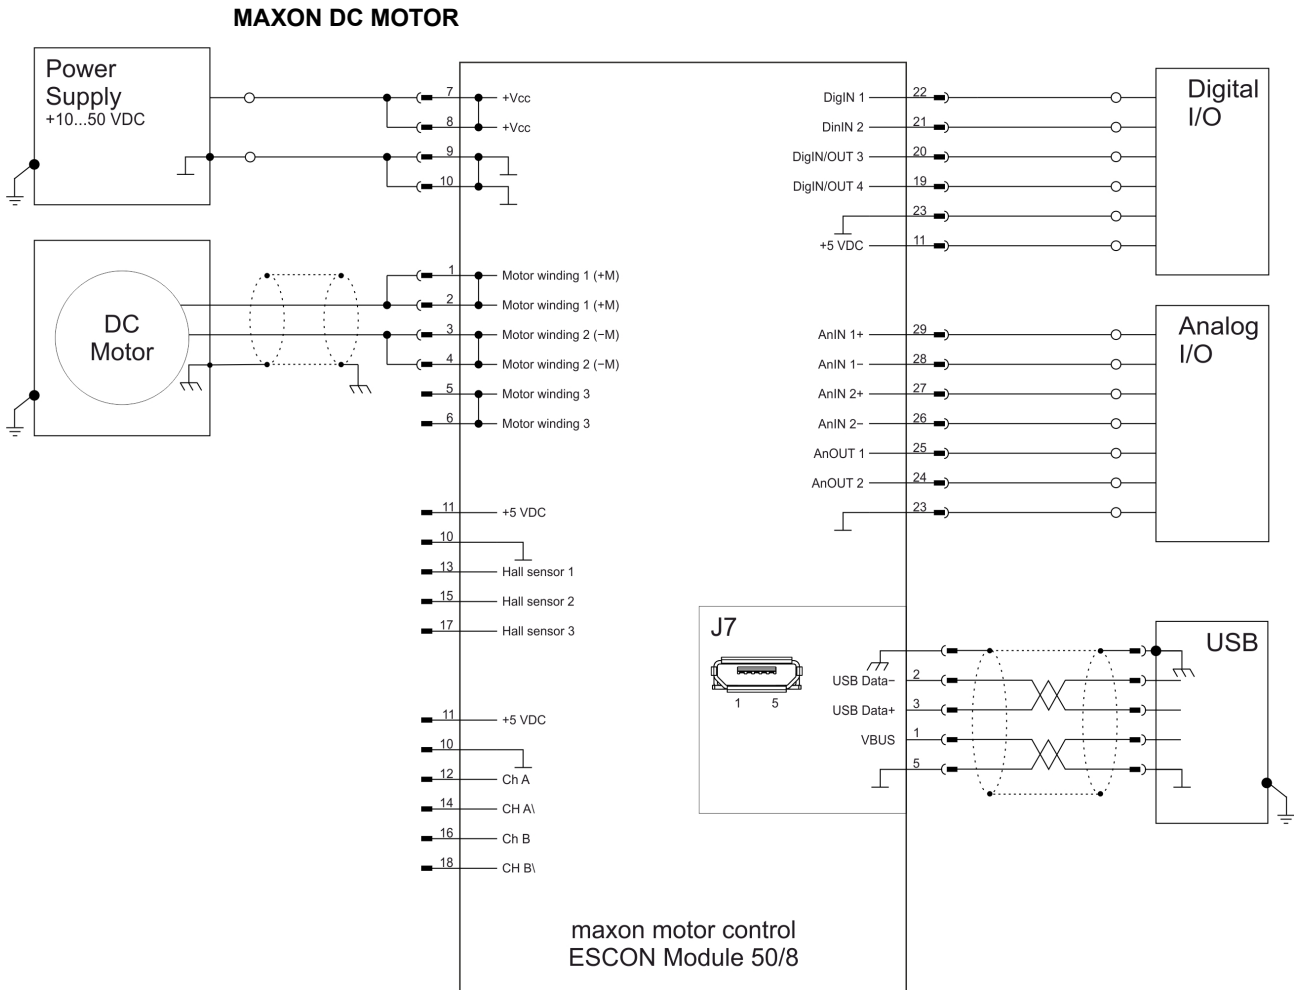 MAXON DC MOTOR
Power
Supply
+10...50 VDC
7 +Vcc
8 +Vcc
9
10
DC
Motor
1 Motor winding 1 (+M)
2 Motor winding 1 (+M)
3 Motor winding 2 (−M)
4 Motor winding 2 (−M)
5 Motor winding 3
6 Motor winding 3
11 +5 VDC
10
13 Hall sensor 1
15 Hall sensor 2
17 Hall sensor 3
11 +5 VDC
10
12 Ch A
14 CH A\
16 Ch B
18 CH B\
DigIN 1 22
DinIN 2 21
DigIN/OUT 3 20
DigIN/OUT 4 19
23
+5 VDC 11
Digital
I/O
AnIN 1+ 29
AnIN 1− 28
AnIN 2+ 27
AnIN 2− 26
AnOUT 1 25
AnOUT 2 24
23
Analog
I/O
J7
1 5
USB Data− 2
USB Data+ 3
VBUS 1
5
USB
maxon motor control
ESCON Module 50/8